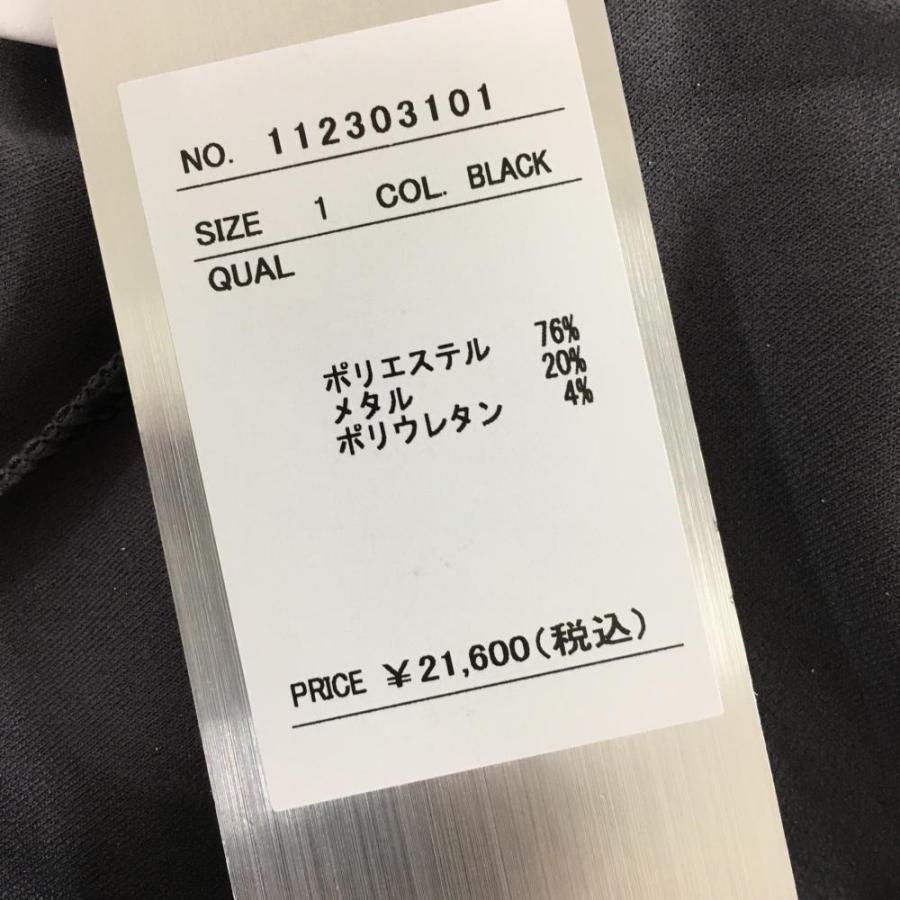 NO. 112303101
SIZE 1 COL. BLACK
QUAL
ポリエステル 76%
メタル 20%
ポリウレタン 4%
PRICE ¥21,600(税込)